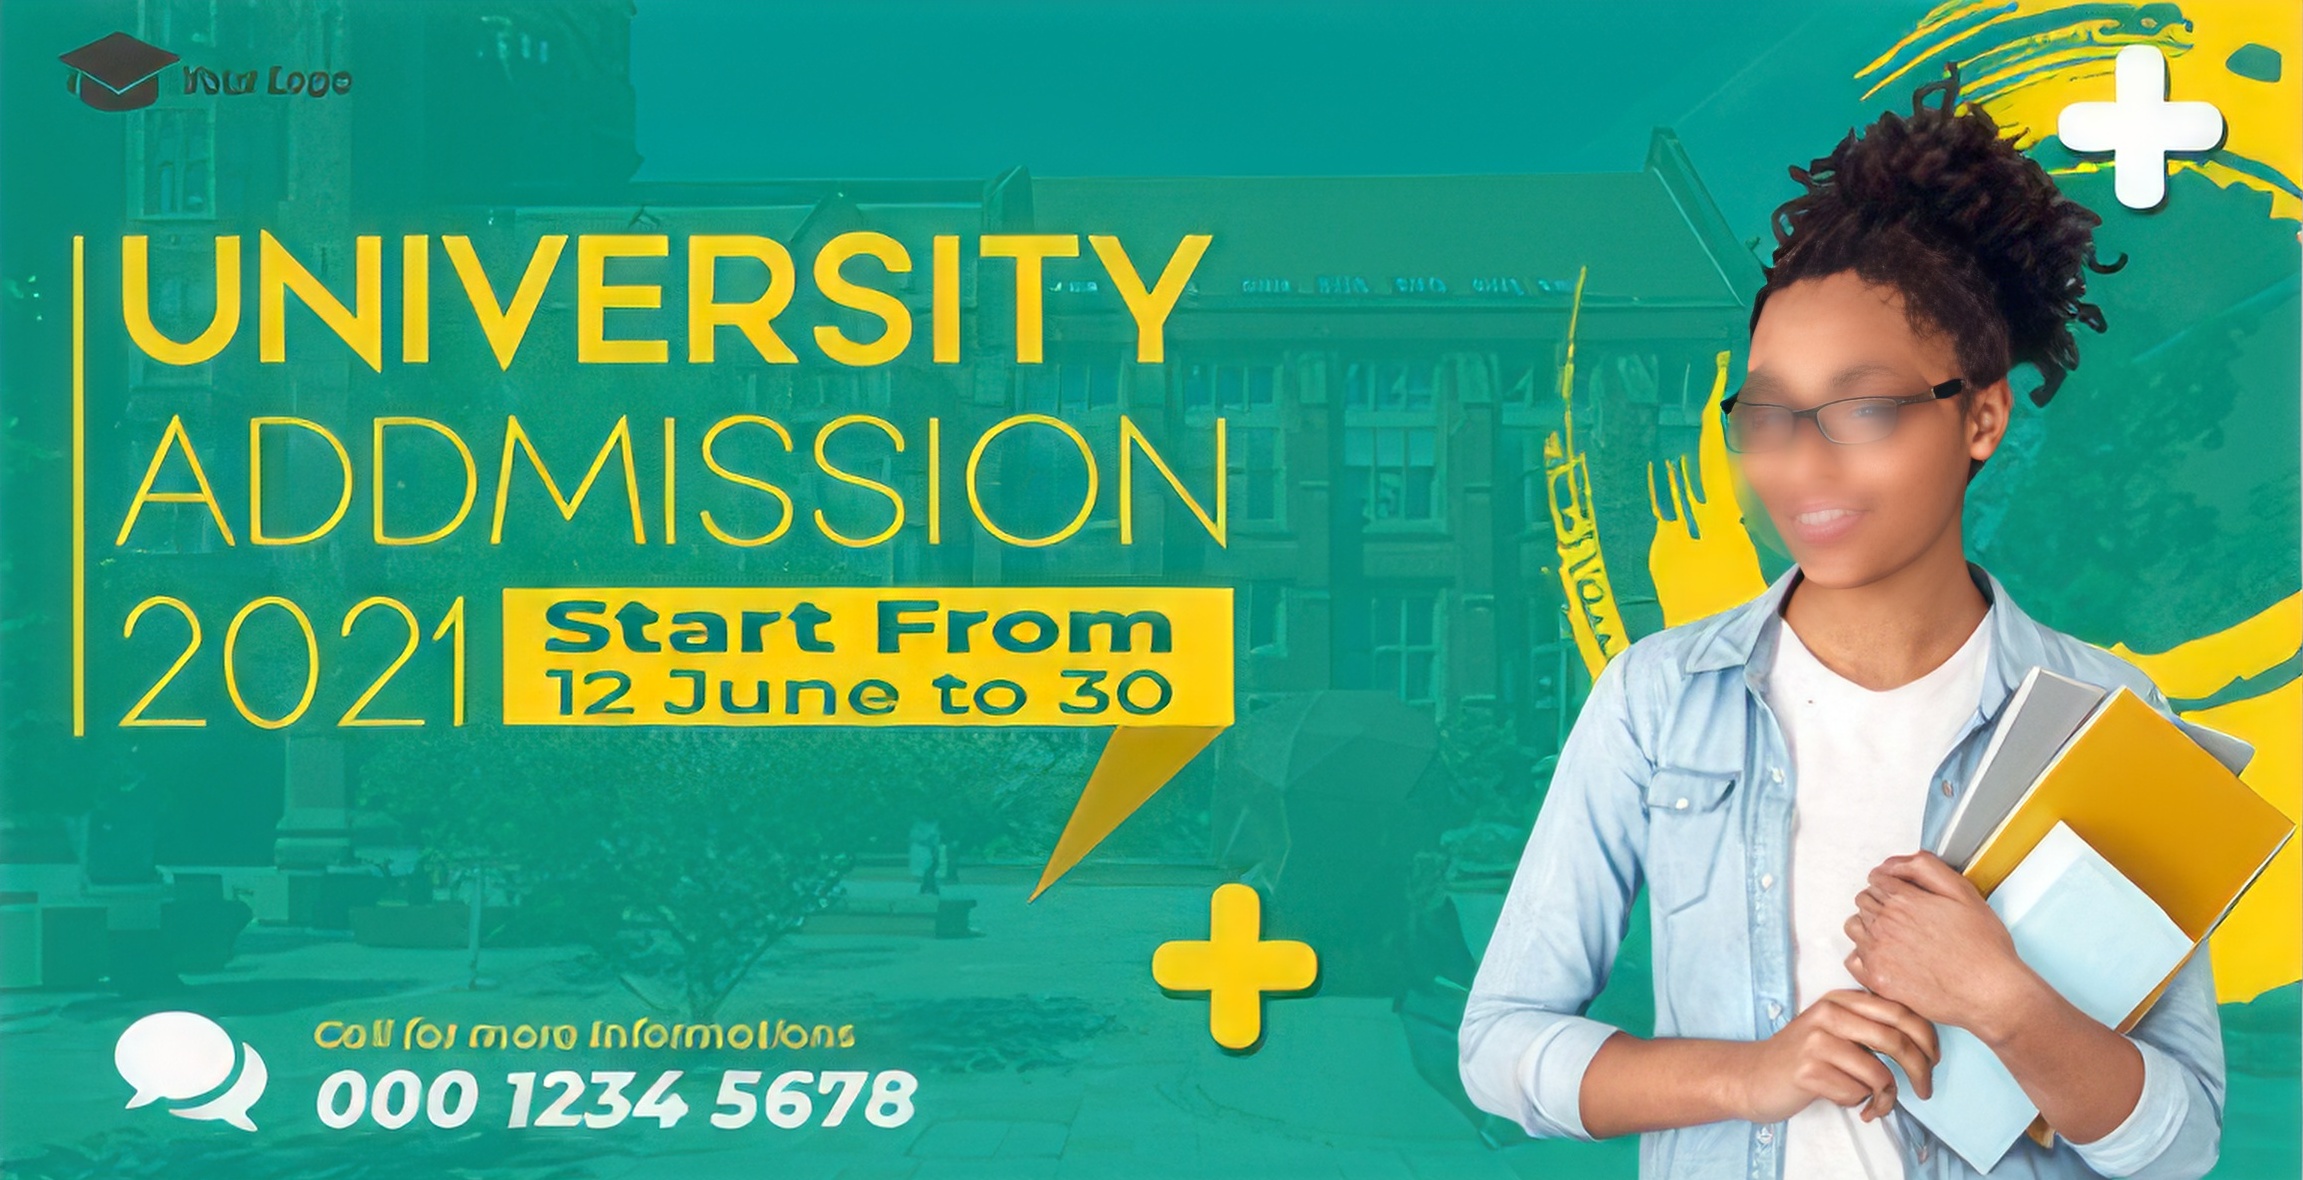 Your Logo
UNIVERSITY
ADDMISSION
2021
Start From
12 June to 30
Call for more Informations
000 1234 5678